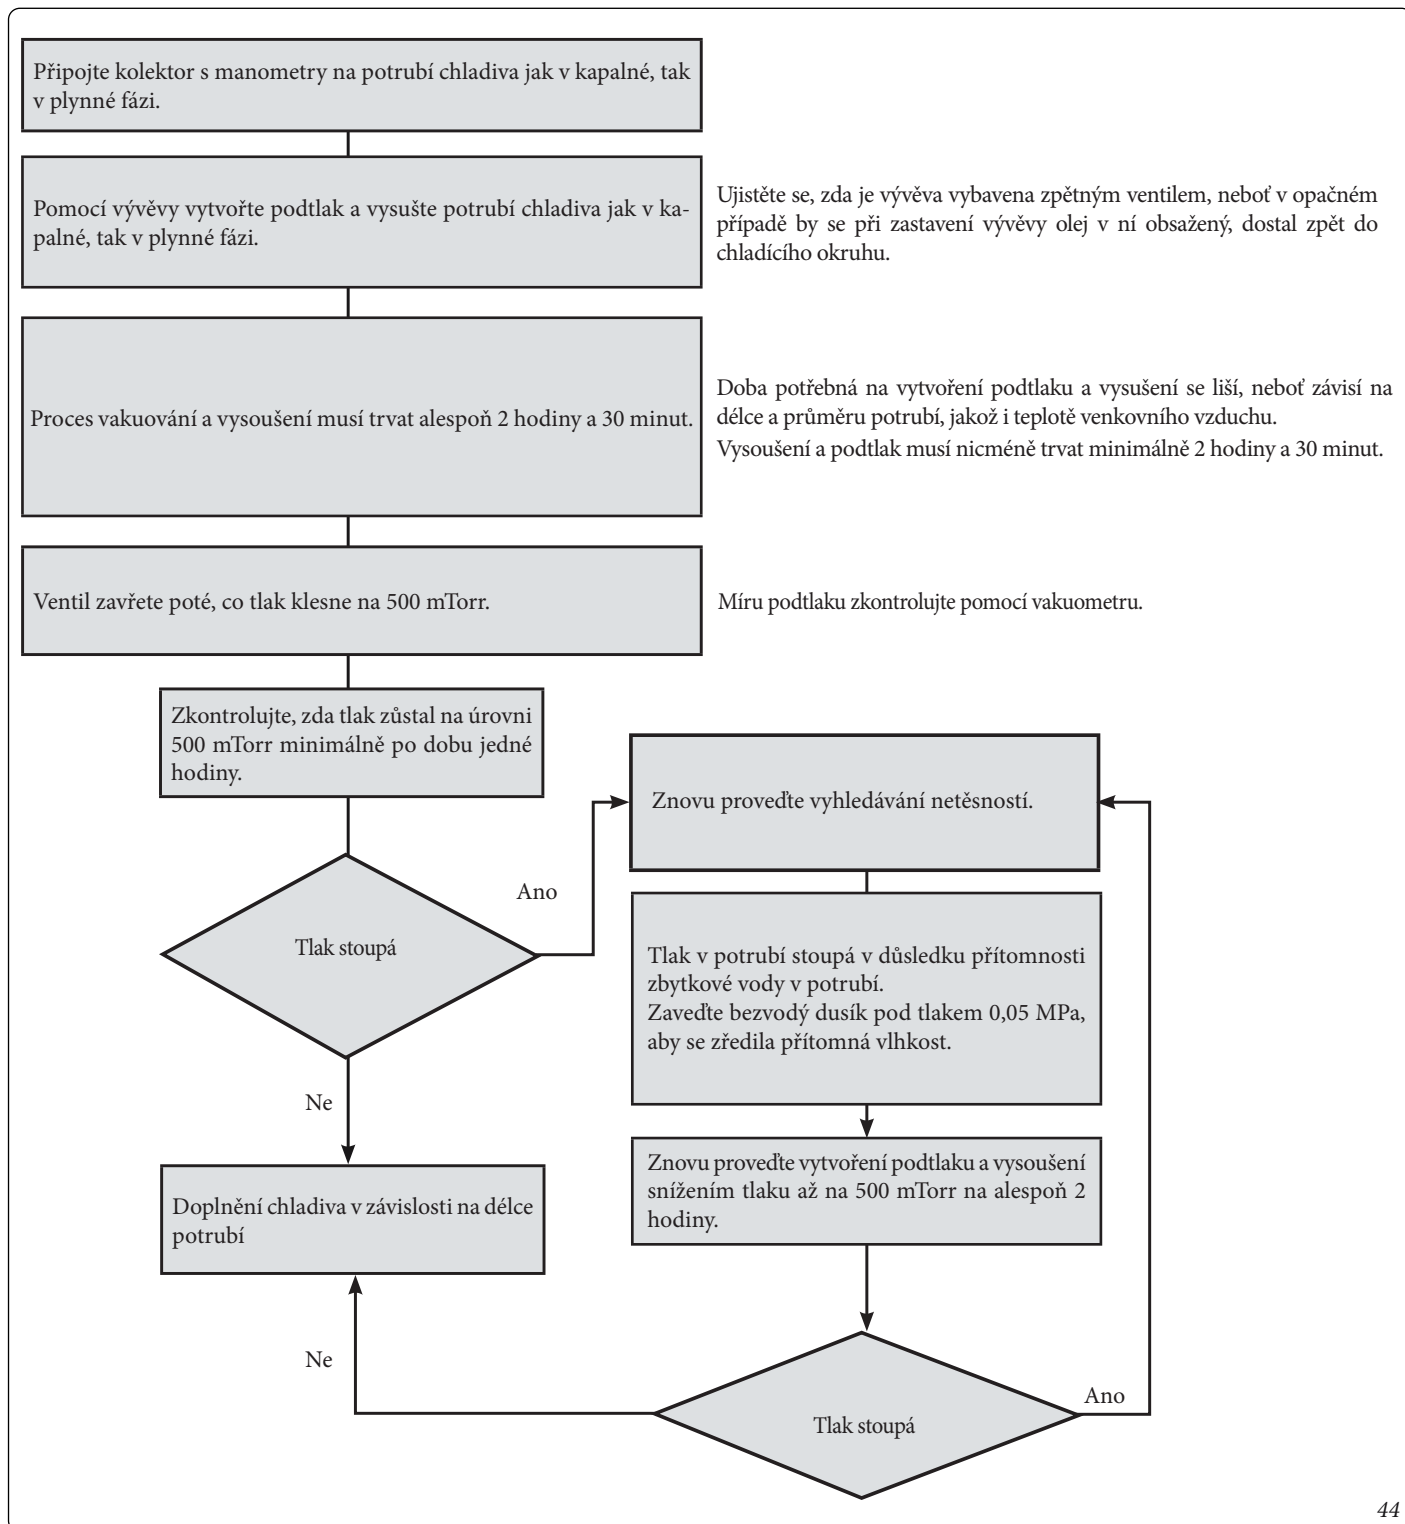 Připojte kolektor s manometry na potrubí chladiva jak v kapalné, tak
v plynné fázi.
Pomocí vývěvy vytvořte podtlak a vysušte potrubí chladiva jak v ka-
palné, tak v plynné fázi.
Ujistěte se, zda je vývěva vybavena zpětným ventilem, neboť v opačném
případě by se při zastavení vývěvy olej v ní obsažený, dostal zpět do
chladícího okruhu.
Proces vakuování a vysoušení musí trvat alespoň 2 hodiny a 30 minut.
Doba potřebná na vytvoření podtlaku a vysušení se liší, neboť závisí na
délce a průměru potrubí, jakož i teplotě venkovního vzduchu.
Vysoušení a podtlak musí nicméně trvat minimálně 2 hodiny a 30 minut.
Ventil zavřete poté, co tlak klesne na 500 mTorr.
Míru podtlaku zkontrolujte pomocí vakuometru.
Zkontrolujte, zda tlak zůstal na úrovni
500 mTorr minimálně po dobu jedné
hodiny.
Znovu proveďte vyhledávání netěsností.
Ano
Tlak stoupá
Tlak v potrubí stoupá v důsledku přítomnosti
zbytkové vody v potrubí.
Zaveďte bezvodý dusík pod tlakem 0,05 MPa,
aby se zředila přítomná vlhkost.
Ne
Znovu proveďte vytvoření podtlaku a vysoušení
snížením tlaku až na 500 mTorr na alespoň 2
hodiny.
Doplnění chladiva v závislosti na délce
potrubí
Ne
Ano
Tlak stoupá
44